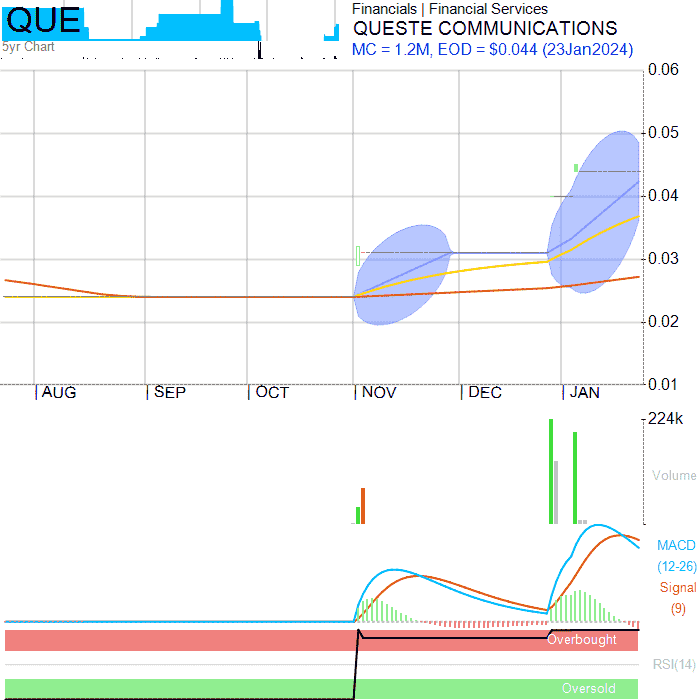 QUE
5yr Chart
Financials | Financial Services
QUESTE COMMUNICATIONS
MC = 1.2M, EOD = $0.044 (23Jan2024)
0.06
0.05
0.04
0.03
0.02
0.01
AUG SEP OCT NOV DEC JAN
224k
Volume
MACD
(12-26)
Signal
(9)
Overbought
RSI(14)
Oversold